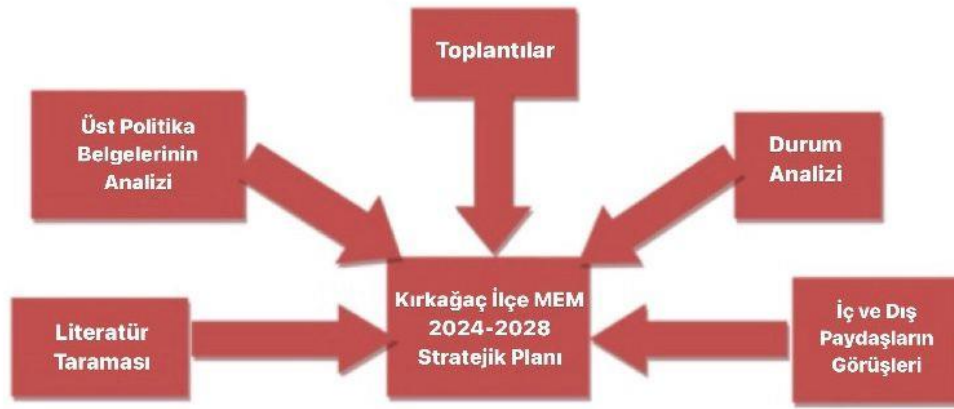 Toplantılar
Üst Politika
Belgelerinin
Analizi
Durum
Analizi
Literatür
Taraması
Kırkağaç İlçe MEM
2024-2028
Stratejik Planı
İç ve Dış
Paydaşların
Görüşleri